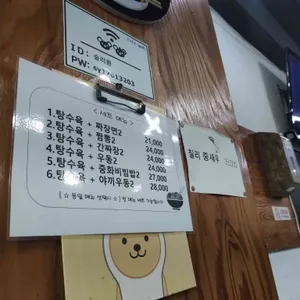 ID: 승리원
PW:
< 세트 메뉴 >
1.탕수육 + 짜장면2 21,000
2.탕수육 + 짬뽕2 24,000
3.탕수육 + 간짜장2 24,000
4.탕수육 + 우동2 24,000
5.탕수육 + 중화비빔밥2 27,000
6.탕수육 + 야끼우동2 28,000
칠리 중새우